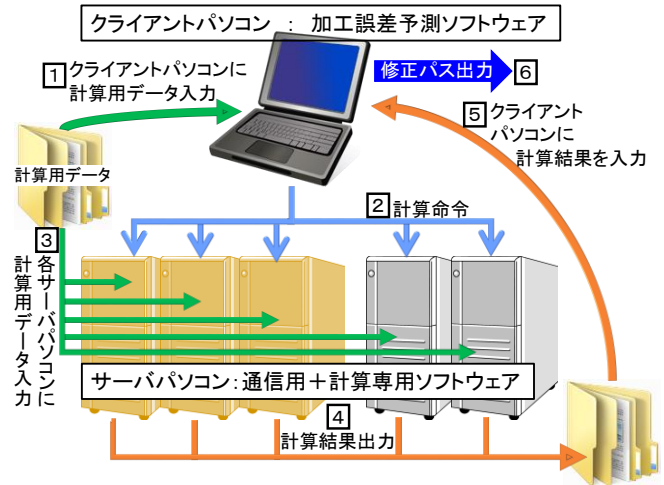 クライアントパソコン ： 加工誤差予測ソフトウェア
1 クライアントパソコンに
計算用データ入力
修正パス出力 6
5 クライアント
パソコンに
計算結果を入力
計算用データ
2 計算命令
3 各サーバパソコンに
計算用データ入力
サーバパソコン：通信用＋計算専用ソフトウェア
4
計算結果出力